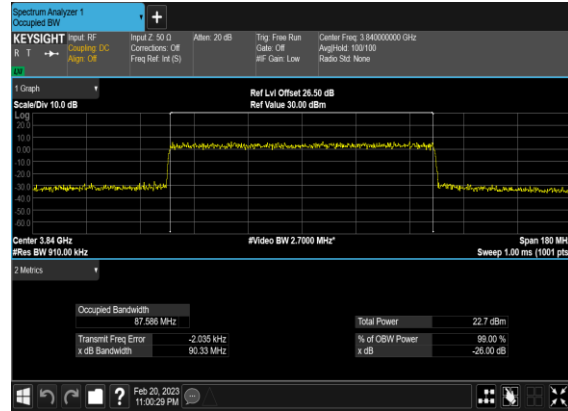 Spectrum Analyzer 1
Occupied BW
+
KEYSIGHT
R T
LM
Input: RF
Coupling: DC
Align: Off
Input Z: 50 Ω
Corrections: Off
Freq Ref: Int (S)
Atten: 20 dB
Trig: Free Run
Gate: Off
#IF Gain: Low
Center Freq: 3.840000000 GHz
Avg|Hold: 100/100
Radio Std: None
1 Graph
Scale/Div 10.0 dB
Ref Lvl Offset 26.50 dB
Ref Value 30.00 dBm
Log
20.0
10.0
0.00
-10.0
-20.0
-30.0
-40.0
-50.0
-60.0
Center 3.84 GHz
#Res BW 910.00 kHz
#Video BW 2.7000 MHz*
Span 180 MH
Sweep 1.00 ms (1001 pts
2 Metrics
Occupied Bandwidth
87.586 MHz
Transmit Freq Error -2.035 kHz
x dB Bandwidth 90.33 MHz
Total Power 22.7 dBm
% of OBW Power 99.00 %
x dB -26.00 dB
?
Feb 20, 2023
11:00:29 PM